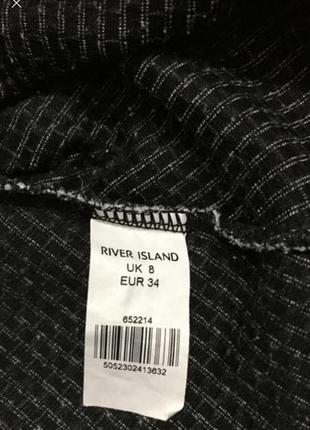 RIVER ISLAND
UK 8
EUR 34
652214
5052302413632